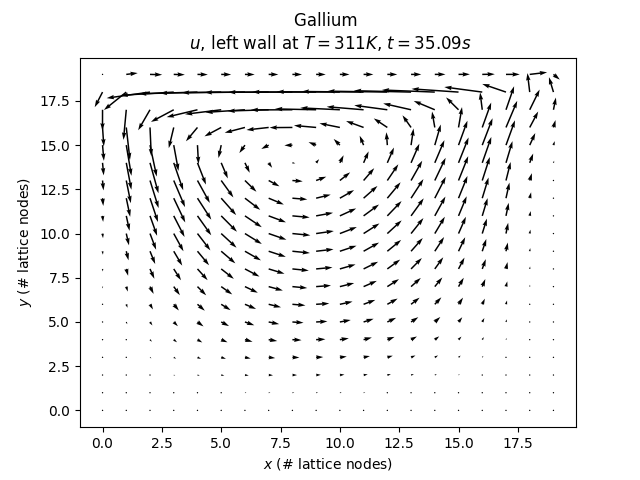 Gallium
u, left wall at T = 311K, t = 35.09s
17.5
15.0
12.5
10.0
7.5
5.0
2.5
0.0
y (# lattice nodes)
0.0 2.5 5.0 7.5 10.0 12.5 15.0 17.5
x (# lattice nodes)